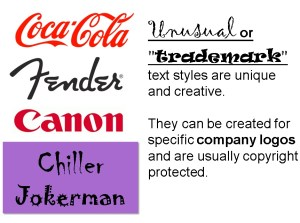 Coca-Cola
Fender
Canon
Chiller
Jokerman
Unusual or
"trademark"
text styles are unique
and creative.
They can be created for
specific company logos
and are usually copyright
protected.